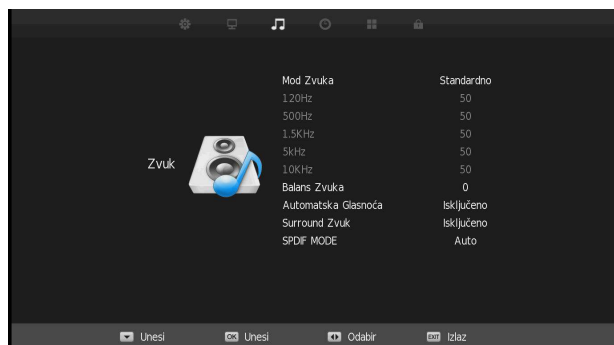 Mod Zvuka Standardno
120Hz 50
500Hz 50
1.5KHz 50
5kHz 50
10KHz 50
Zvuk
Balans Zvuka 0
Automatska Glasnoća Isključeno
Surround Zvuk Isključeno
SPDIF MODE Auto
Unesi OK Unesi Odabir EXIT Izlaz